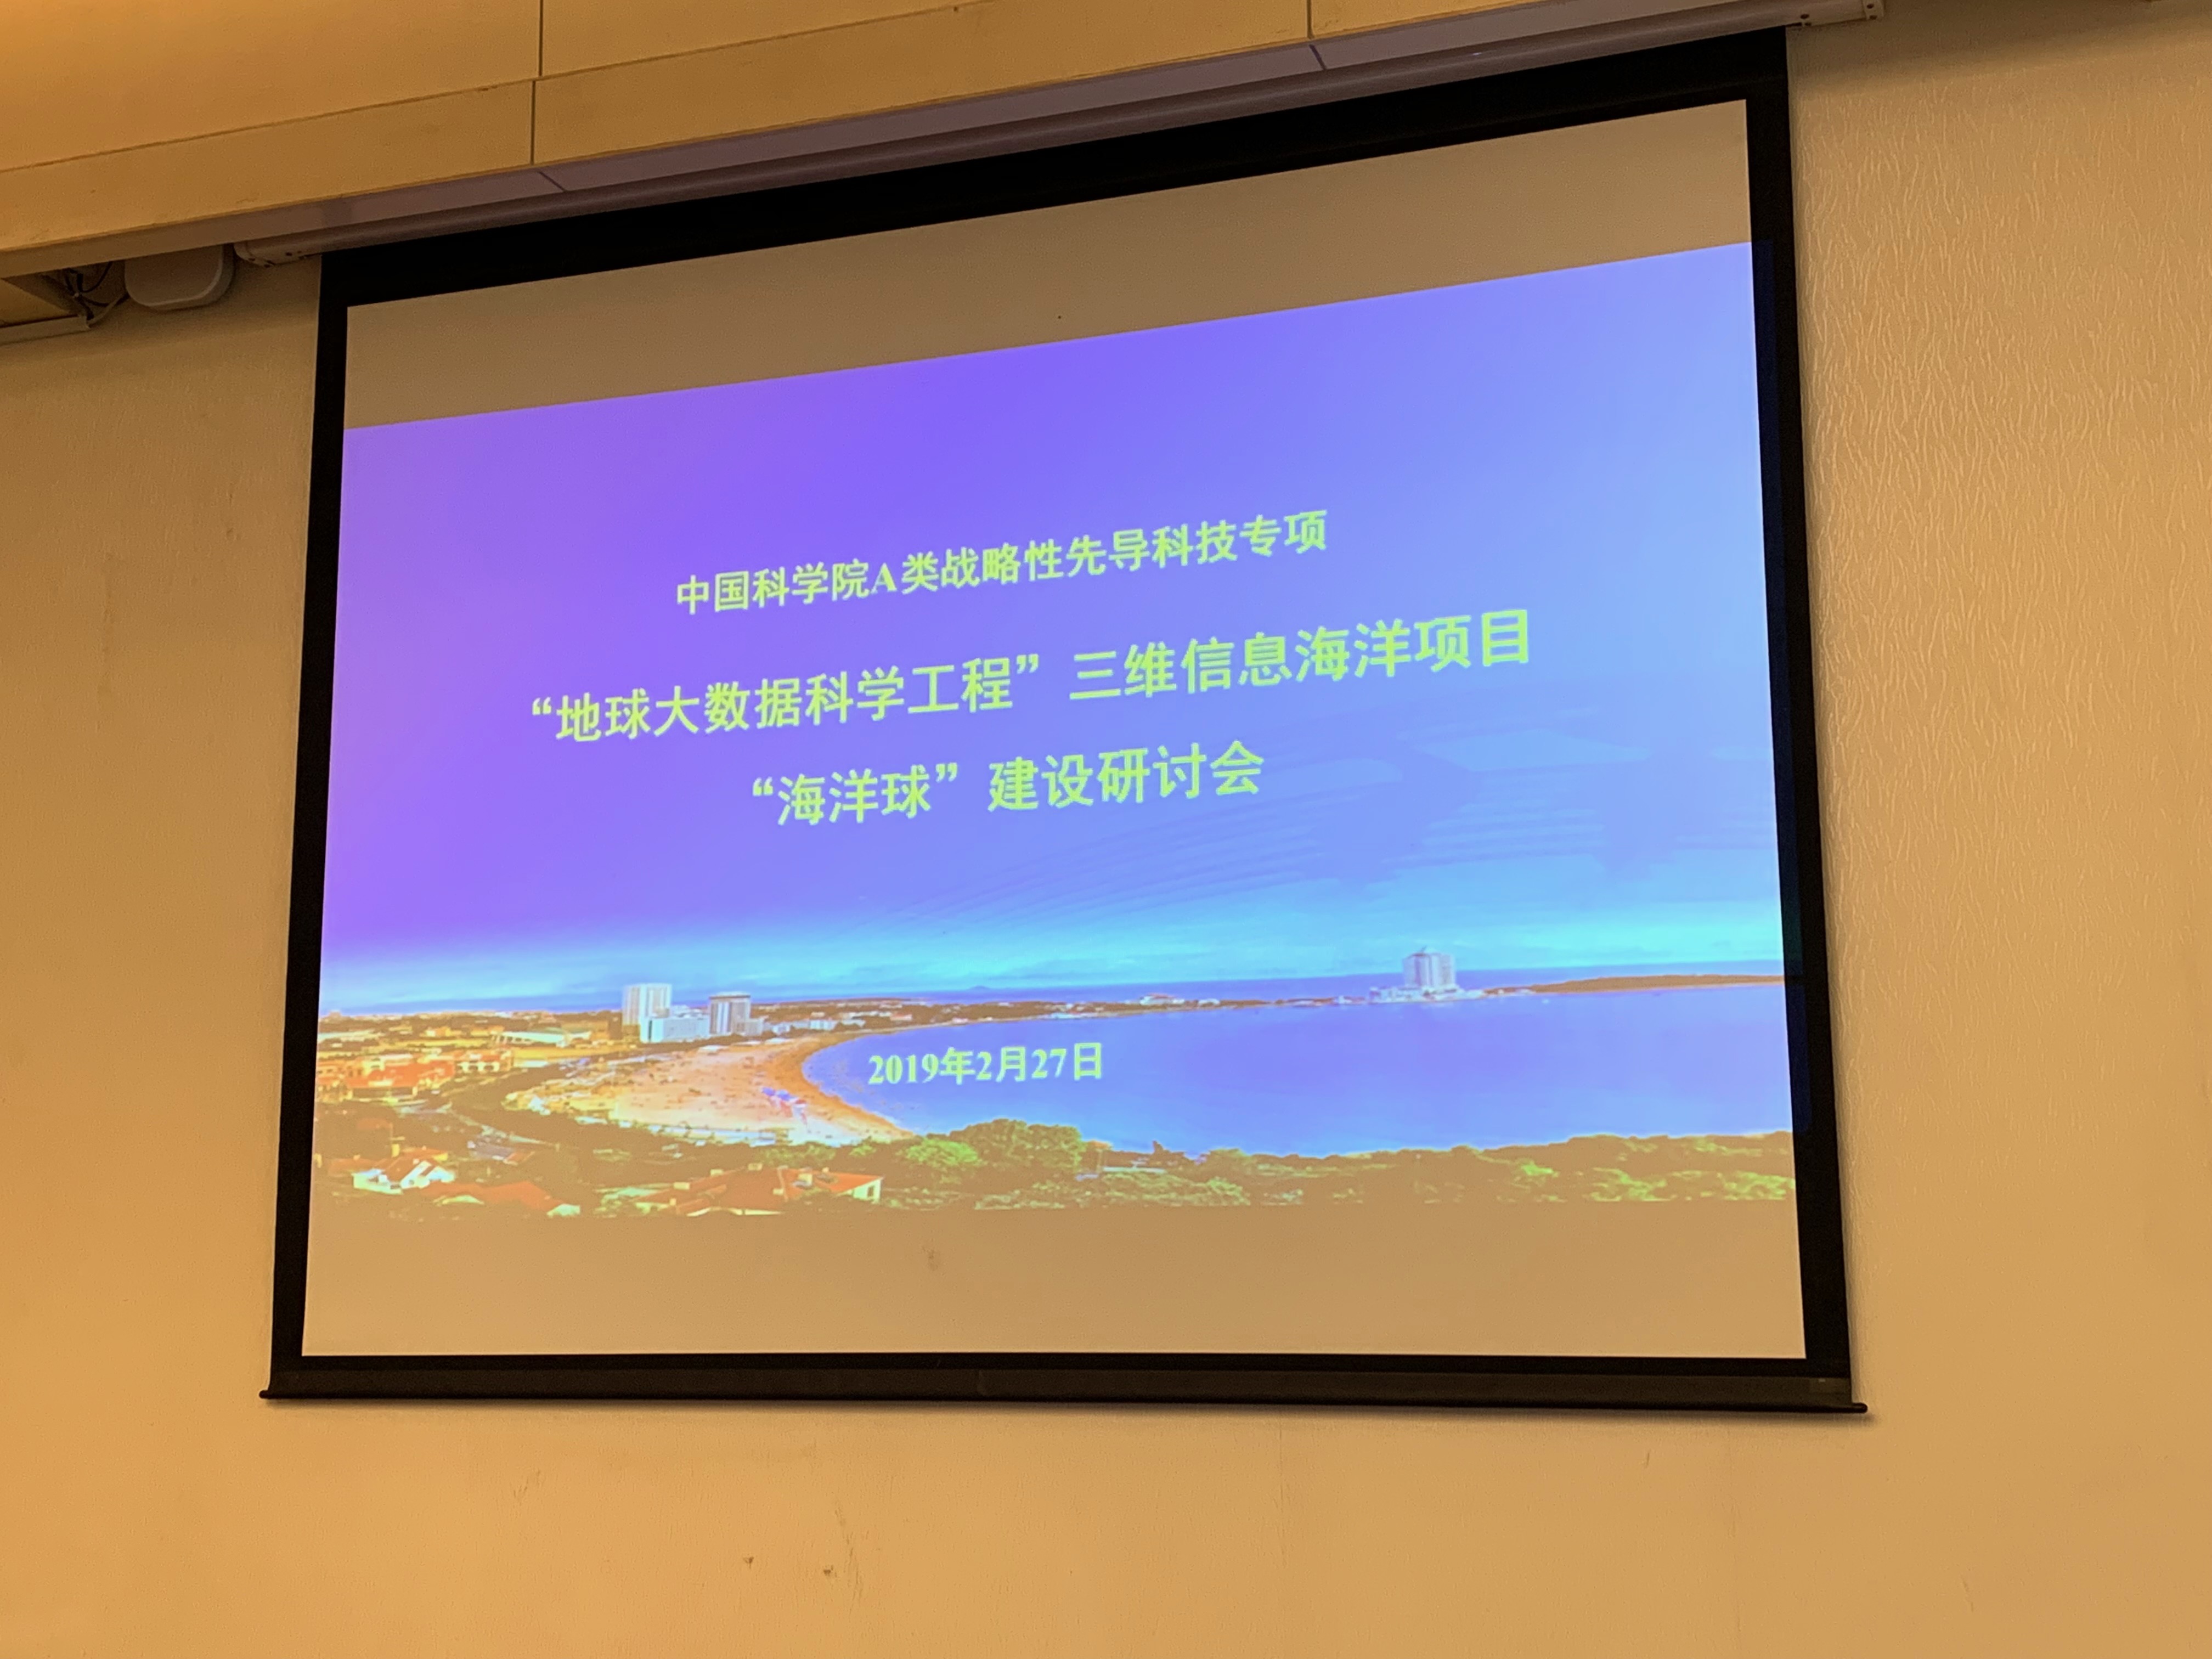 中国科学院A类战略性先导科技专项
“地球大数据科学工程”三维信息海洋项目
“海洋球”建设研讨会
2019年2月27日